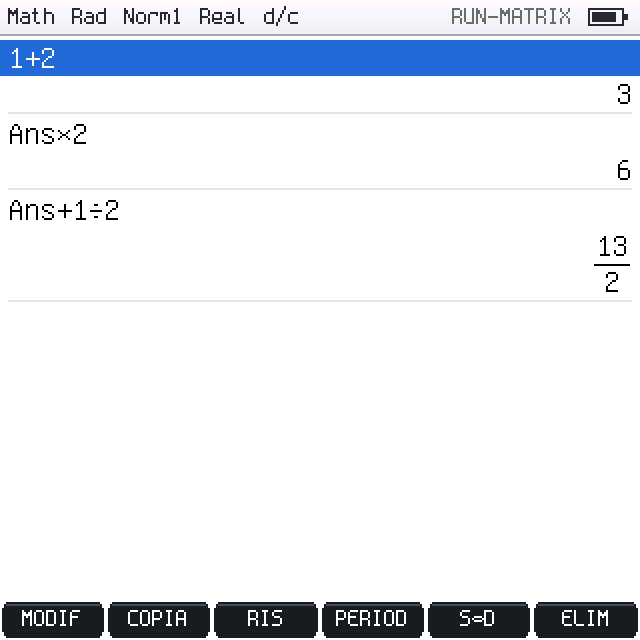 Math Rad Norm1 Real d/c RUN-MATRIX
1+2
3
Ans×2
6
Ans+1÷2
13
2
MODIF COPIA RIS PERIOD S⇔D ELIM